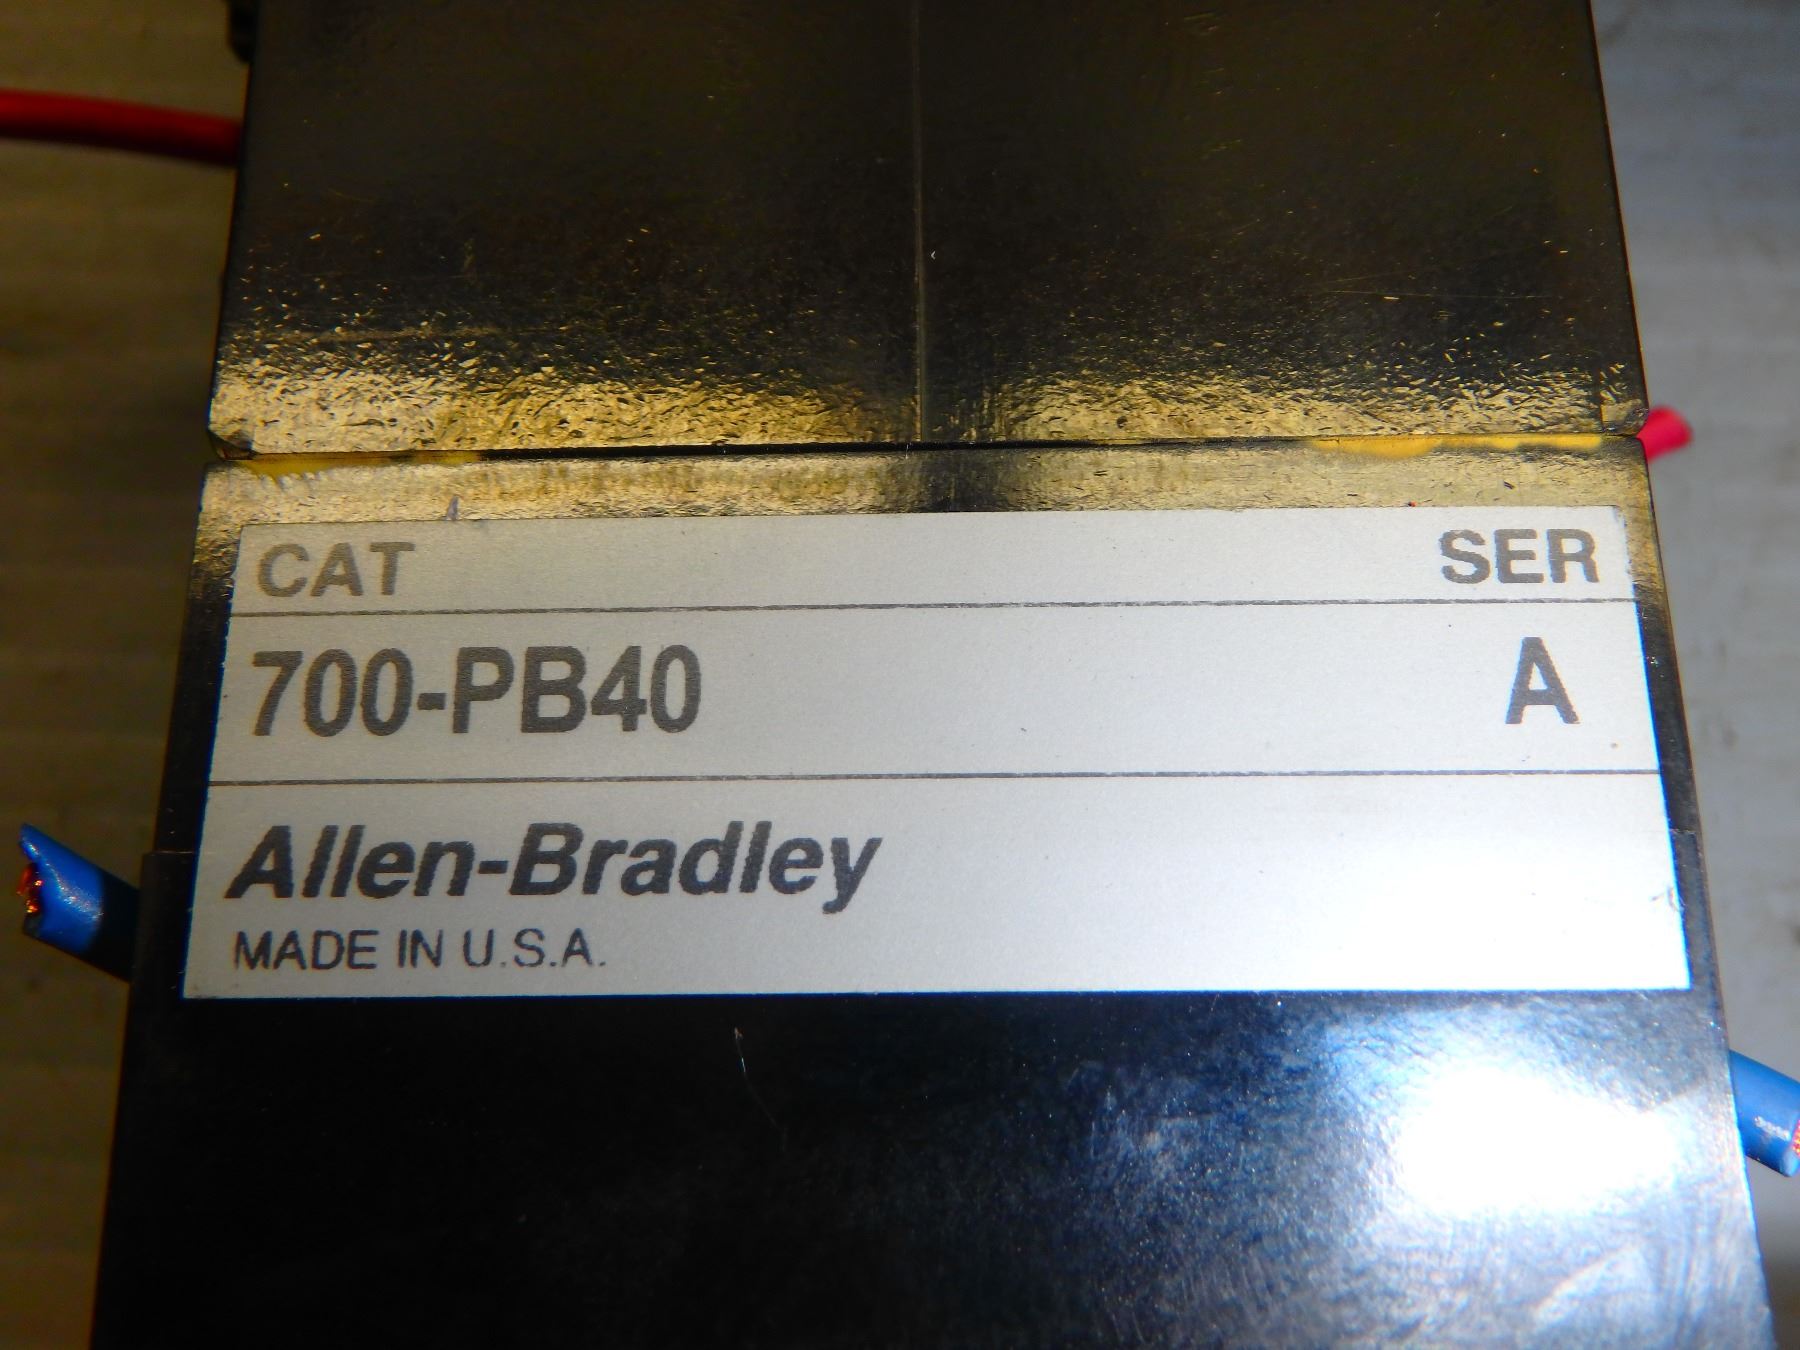 CAT SER
700-PB40 A
Allen-Bradley
MADE IN U.S.A.